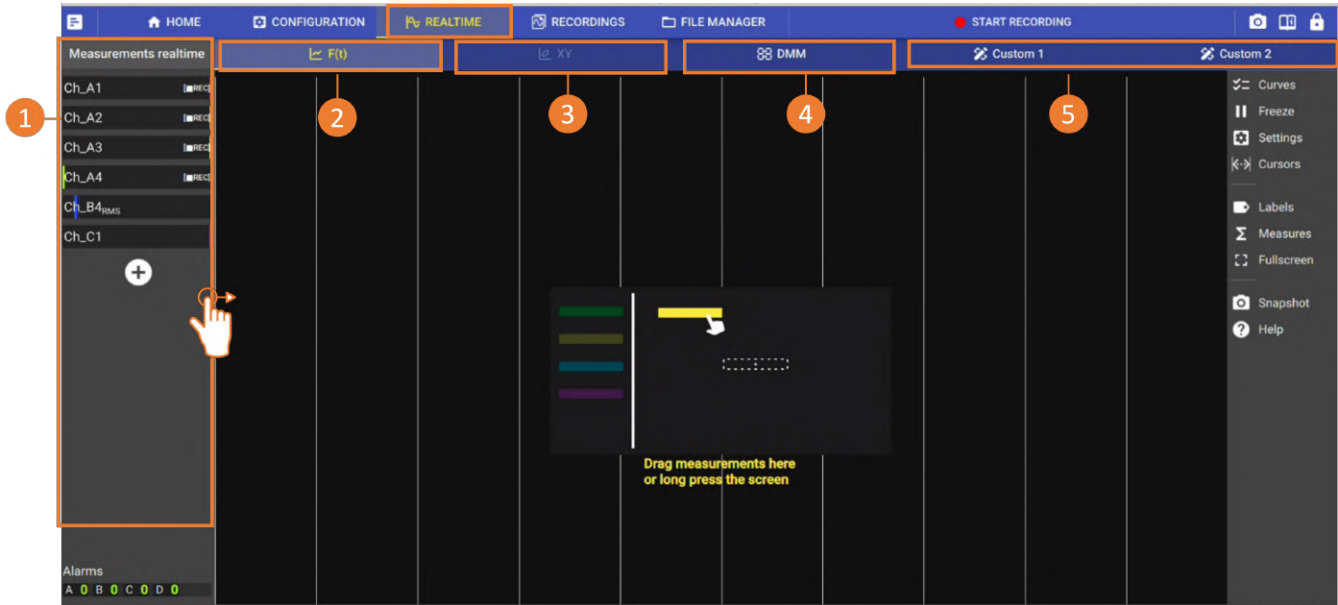 HOME CONFIGURATION REALTIME RECORDINGS FILE MANAGER START RECORDING
Measurements realtime F(t) XY DMM Custom 1 Custom 2
1 2 3 4 5
Ch_A1 REC
Ch_A2 REC
Ch_A3 REC
Ch_A4 REC
Ch_B4RMS
Ch_C1
Curves
Freeze
Settings
Cursors
Labels
Measures
Fullscreen
Snapshot
Help
Drag measurements here
or long press the screen
Alarms
A 0 B 0 C 0 D 0